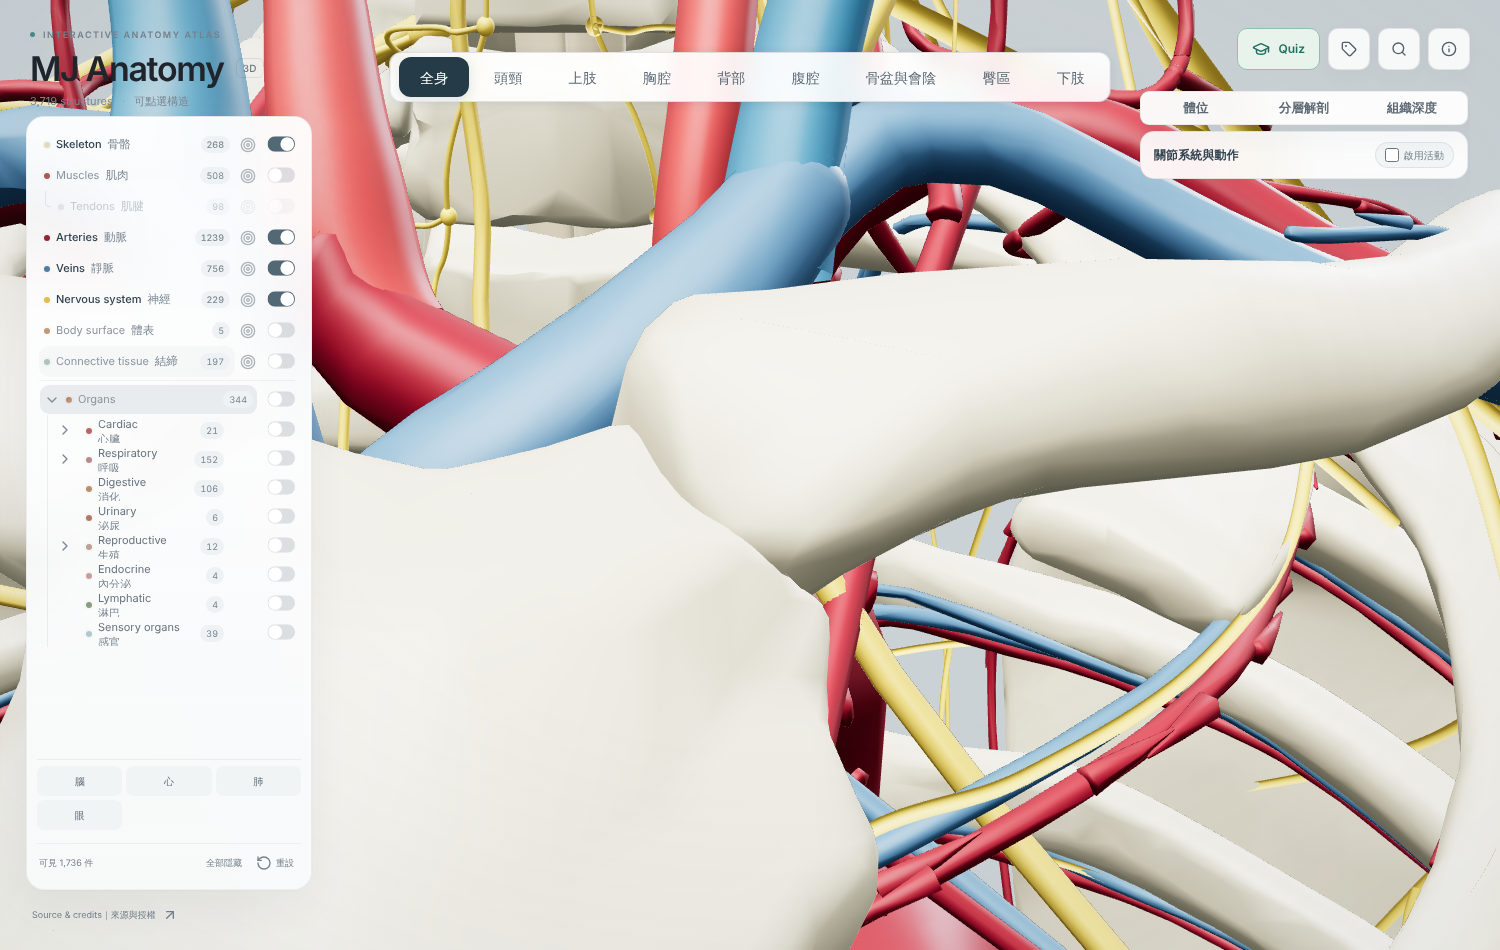 INTERACTIVE ANATOMY ATLAS
MJ Anatomy 3D
3,719 structures · 可點選構造
全身 頭頸 上肢 胸腔 背部 腹腔 骨盆與會陰 臀區 下肢
Quiz
體位 分層解剖 組織深度
關節系統與動作 啟用活動
Skeleton 骨骼 268
Muscles 肌肉 508
Tendons 肌腱 98
Arteries 動脈 1239
Veins 靜脈 756
Nervous system 神經 229
Body surface 體表 5
Connective tissue 結締 197
Organs 344
Cardiac 21
心臟
Respiratory 152
呼吸
Digestive 106
消化
Urinary 6
泌尿
Reproductive 12
生殖
Endocrine 4
內分泌
Lymphatic 4
淋巴
Sensory organs 39
感官
腦 心 肺
眼
可見 1,736 件 全部隱藏 重設
Source & credits | 來源與授權